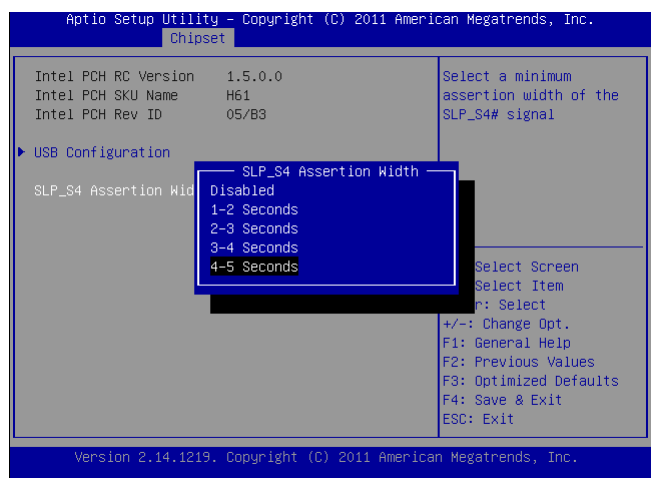 Aptio Setup Utility – Copyright (C) 2011 American Megatrends, Inc.
Chipset
Intel PCH RC Version 1.5.0.0
Intel PCH SKU Name H61
Intel PCH Rev ID 05/B3
USB Configuration
SLP_S4 Assertion Wid
SLP_S4 Assertion Width
Disabled
1-2 Seconds
2-3 Seconds
3-4 Seconds
4-5 Seconds
Select a minimum
assertion width of the
SLP_S4# signal
Select Screen
Select Item
r: Select
+/-: Change Opt.
F1: General Help
F2: Previous Values
F3: Optimized Defaults
F4: Save & Exit
ESC: Exit
Version 2.14.1219. Copyright (C) 2011 American Megatrends, Inc.